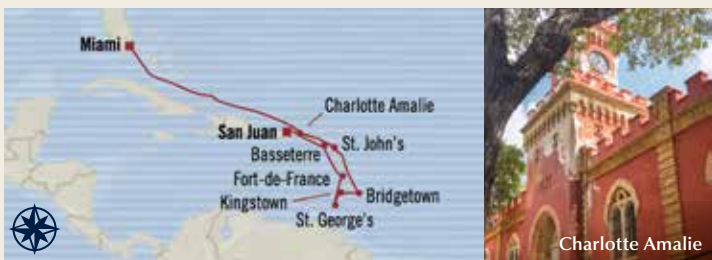 Miami
Charlotte Amalie
San Juan
St. John's
Basseterre
Fort-de-France
Bridgetown
Kingstown
St. George's
Charlotte Amalie